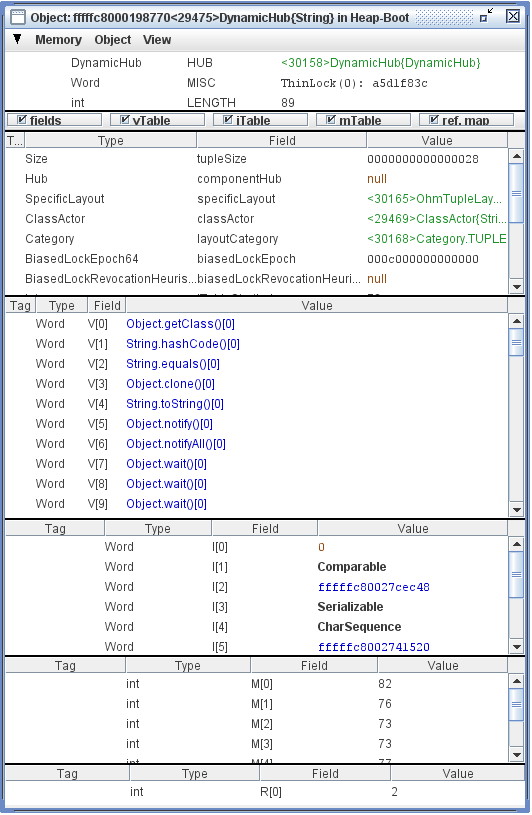 Object: fffffc8000198770<29475>DynamicHub{String} in Heap-Boot
Memory Object View
DynamicHub HUB <30158>DynamicHub{DynamicHub}
Word MISC ThinLock(0): a5d1f83c
int LENGTH 89
fields vTable iTable mTable ref. map
T... Type Field Value
Size tupleSize 0000000000000028
Hub componentHub null
SpecificLayout specificLayout <30165>OhmTupleLay...
ClassActor classActor <29469>ClassActor{Stri...
Category layoutCategory <30168>Category.TUPLE
BiasedLockEpoch64 biasedLockEpoch 000c000000000000
BiasedLockRevocationHeuris... biasedLockRevocationHeuri... null
Tag Type Field Value
Word V[0] Object.getClass()[0]
Word V[1] String.hashCode()[0]
Word V[2] String.equals()[0]
Word V[3] Object.clone()[0]
Word V[4] String.toString()[0]
Word V[5] Object.notify()[0]
Word V[6] Object.notifyAll()[0]
Word V[7] Object.wait()[0]
Word V[8] Object.wait()[0]
Word V[9] Object.wait()[0]
Tag Type Field Value
Word I[0] 0
Word I[1] Comparable
Word I[2] fffffc80027cec48
Word I[3] Serializable
Word I[4] CharSequence
Word I[5] fffffc8002741520
Tag Type Field Value
int M[0] 82
int M[1] 76
int M[2] 73
int M[3] 73
int M[4] 77
Tag Type Field Value
int R[0] 2